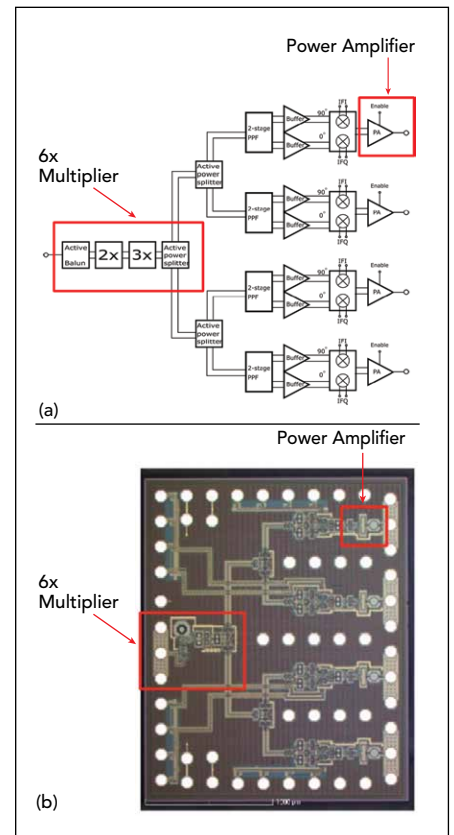 Power Amplifier
6x
Multiplier
Active
Balun
2x
3x
Active
power
splitter
Active
power
splitter
Active
power
splitter
2-stage
PPF
Buffer
Buffer
90°
0°
IFI
IFQ
Enable
PA
2-stage
PPF
Buffer
Buffer
90°
0°
IFI
IFQ
Enable
PA
2-stage
PPF
Buffer
Buffer
90°
0°
IFI
IFQ
Enable
PA
2-stage
PPF
Buffer
Buffer
90°
0°
IFI
IFQ
Enable
PA
(a)
Power Amplifier
6x
Multiplier
(b)